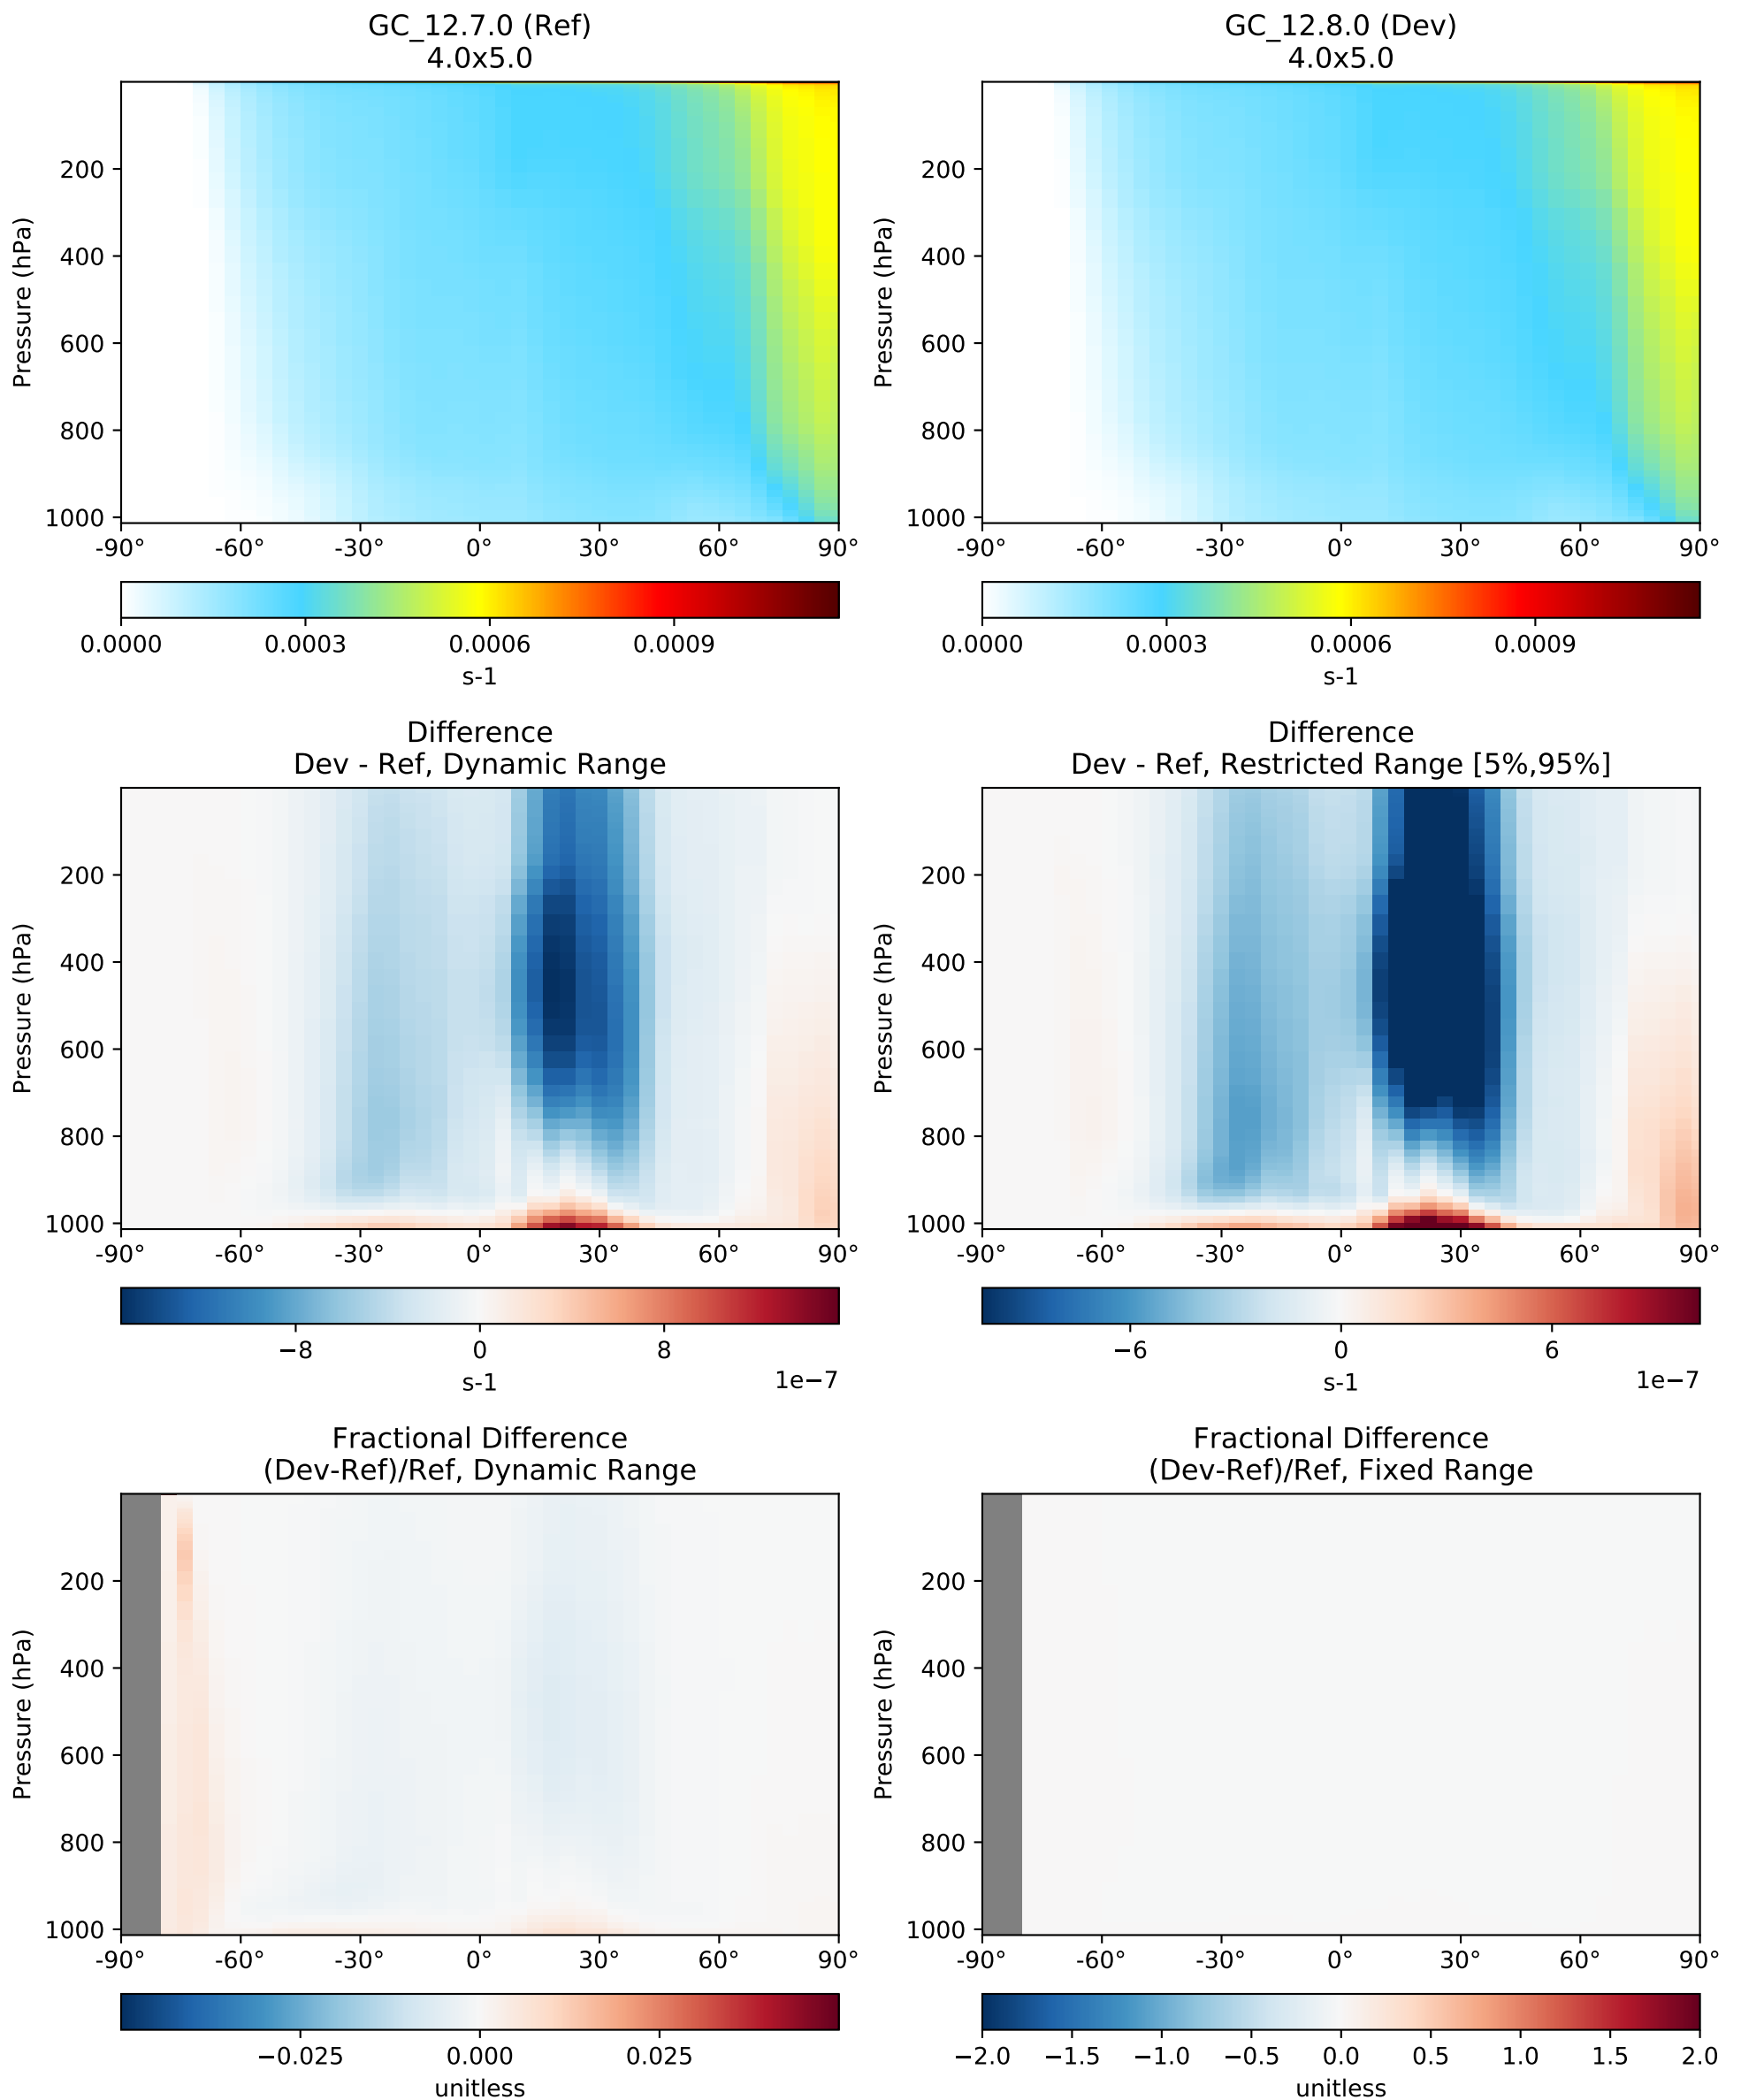 GC_12.7.0 (Ref)
4.0x5.0
Pressure (hPa)
200
400
600
800
1000
-90° -60° -30° 0° 30° 60° 90°
0.0000 0.0003 0.0006 0.0009
s-1
GC_12.8.0 (Dev)
4.0x5.0
Pressure (hPa)
200
400
600
800
1000
-90° -60° -30° 0° 30° 60° 90°
0.0000 0.0003 0.0006 0.0009
s-1
Difference
Dev - Ref, Dynamic Range
Pressure (hPa)
200
400
600
800
1000
-90° -60° -30° 0° 30° 60° 90°
−8 0 8
s-1 1e−7
Difference
Dev - Ref, Restricted Range [5%,95%]
Pressure (hPa)
200
400
600
800
1000
-90° -60° -30° 0° 30° 60° 90°
−6 0 6
s-1 1e−7
Fractional Difference
(Dev-Ref)/Ref, Dynamic Range
Pressure (hPa)
200
400
600
800
1000
-90° -60° -30° 0° 30° 60° 90°
−0.025 0.000 0.025
unitless
Fractional Difference
(Dev-Ref)/Ref, Fixed Range
Pressure (hPa)
200
400
600
800
1000
-90° -60° -30° 0° 30° 60° 90°
−2.0 −1.5 −1.0 −0.5 0.0 0.5 1.0 1.5 2.0
unitless